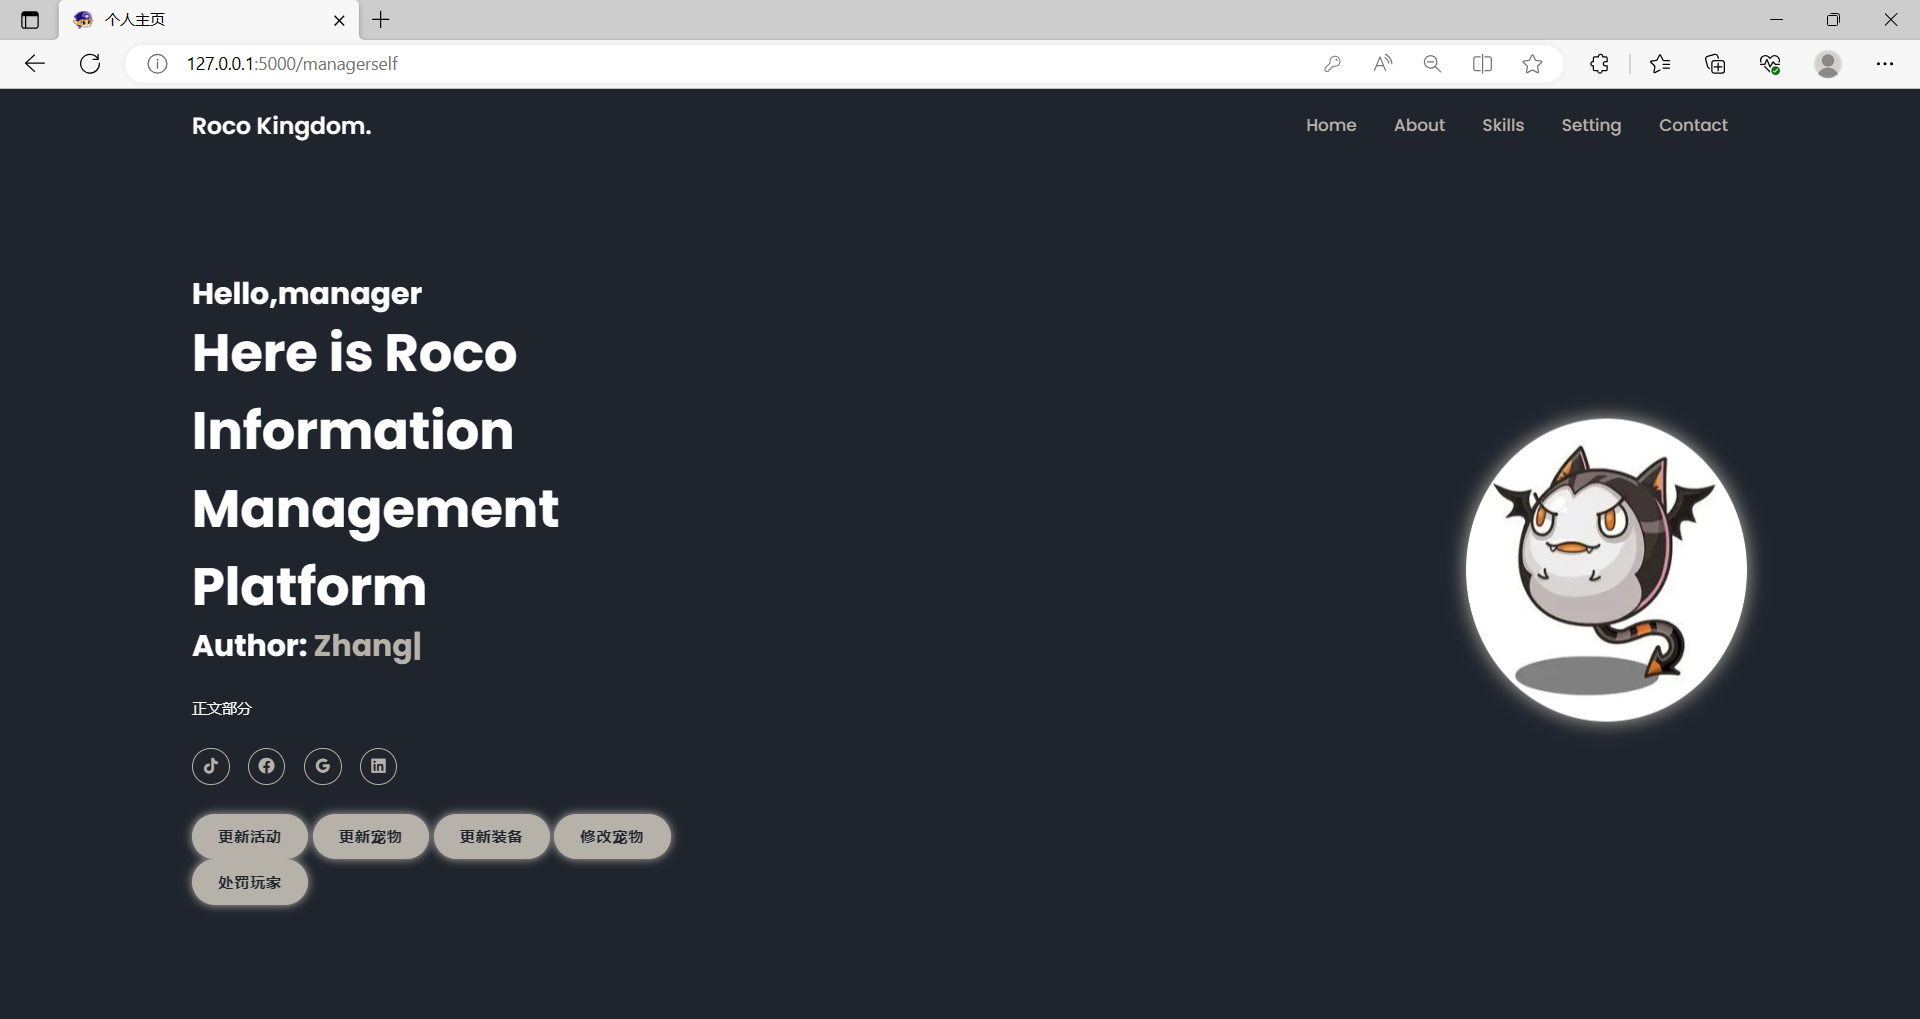 个人主页
127.0.0.1:5000/managerself
Roco Kingdom.
Home About Skills Setting Contact
Hello,manager
Here is Roco
Information
Management
Platform
Author: Zhang|
正文部分
更新活动 更新宠物 更新装备 修改宠物
处罚玩家